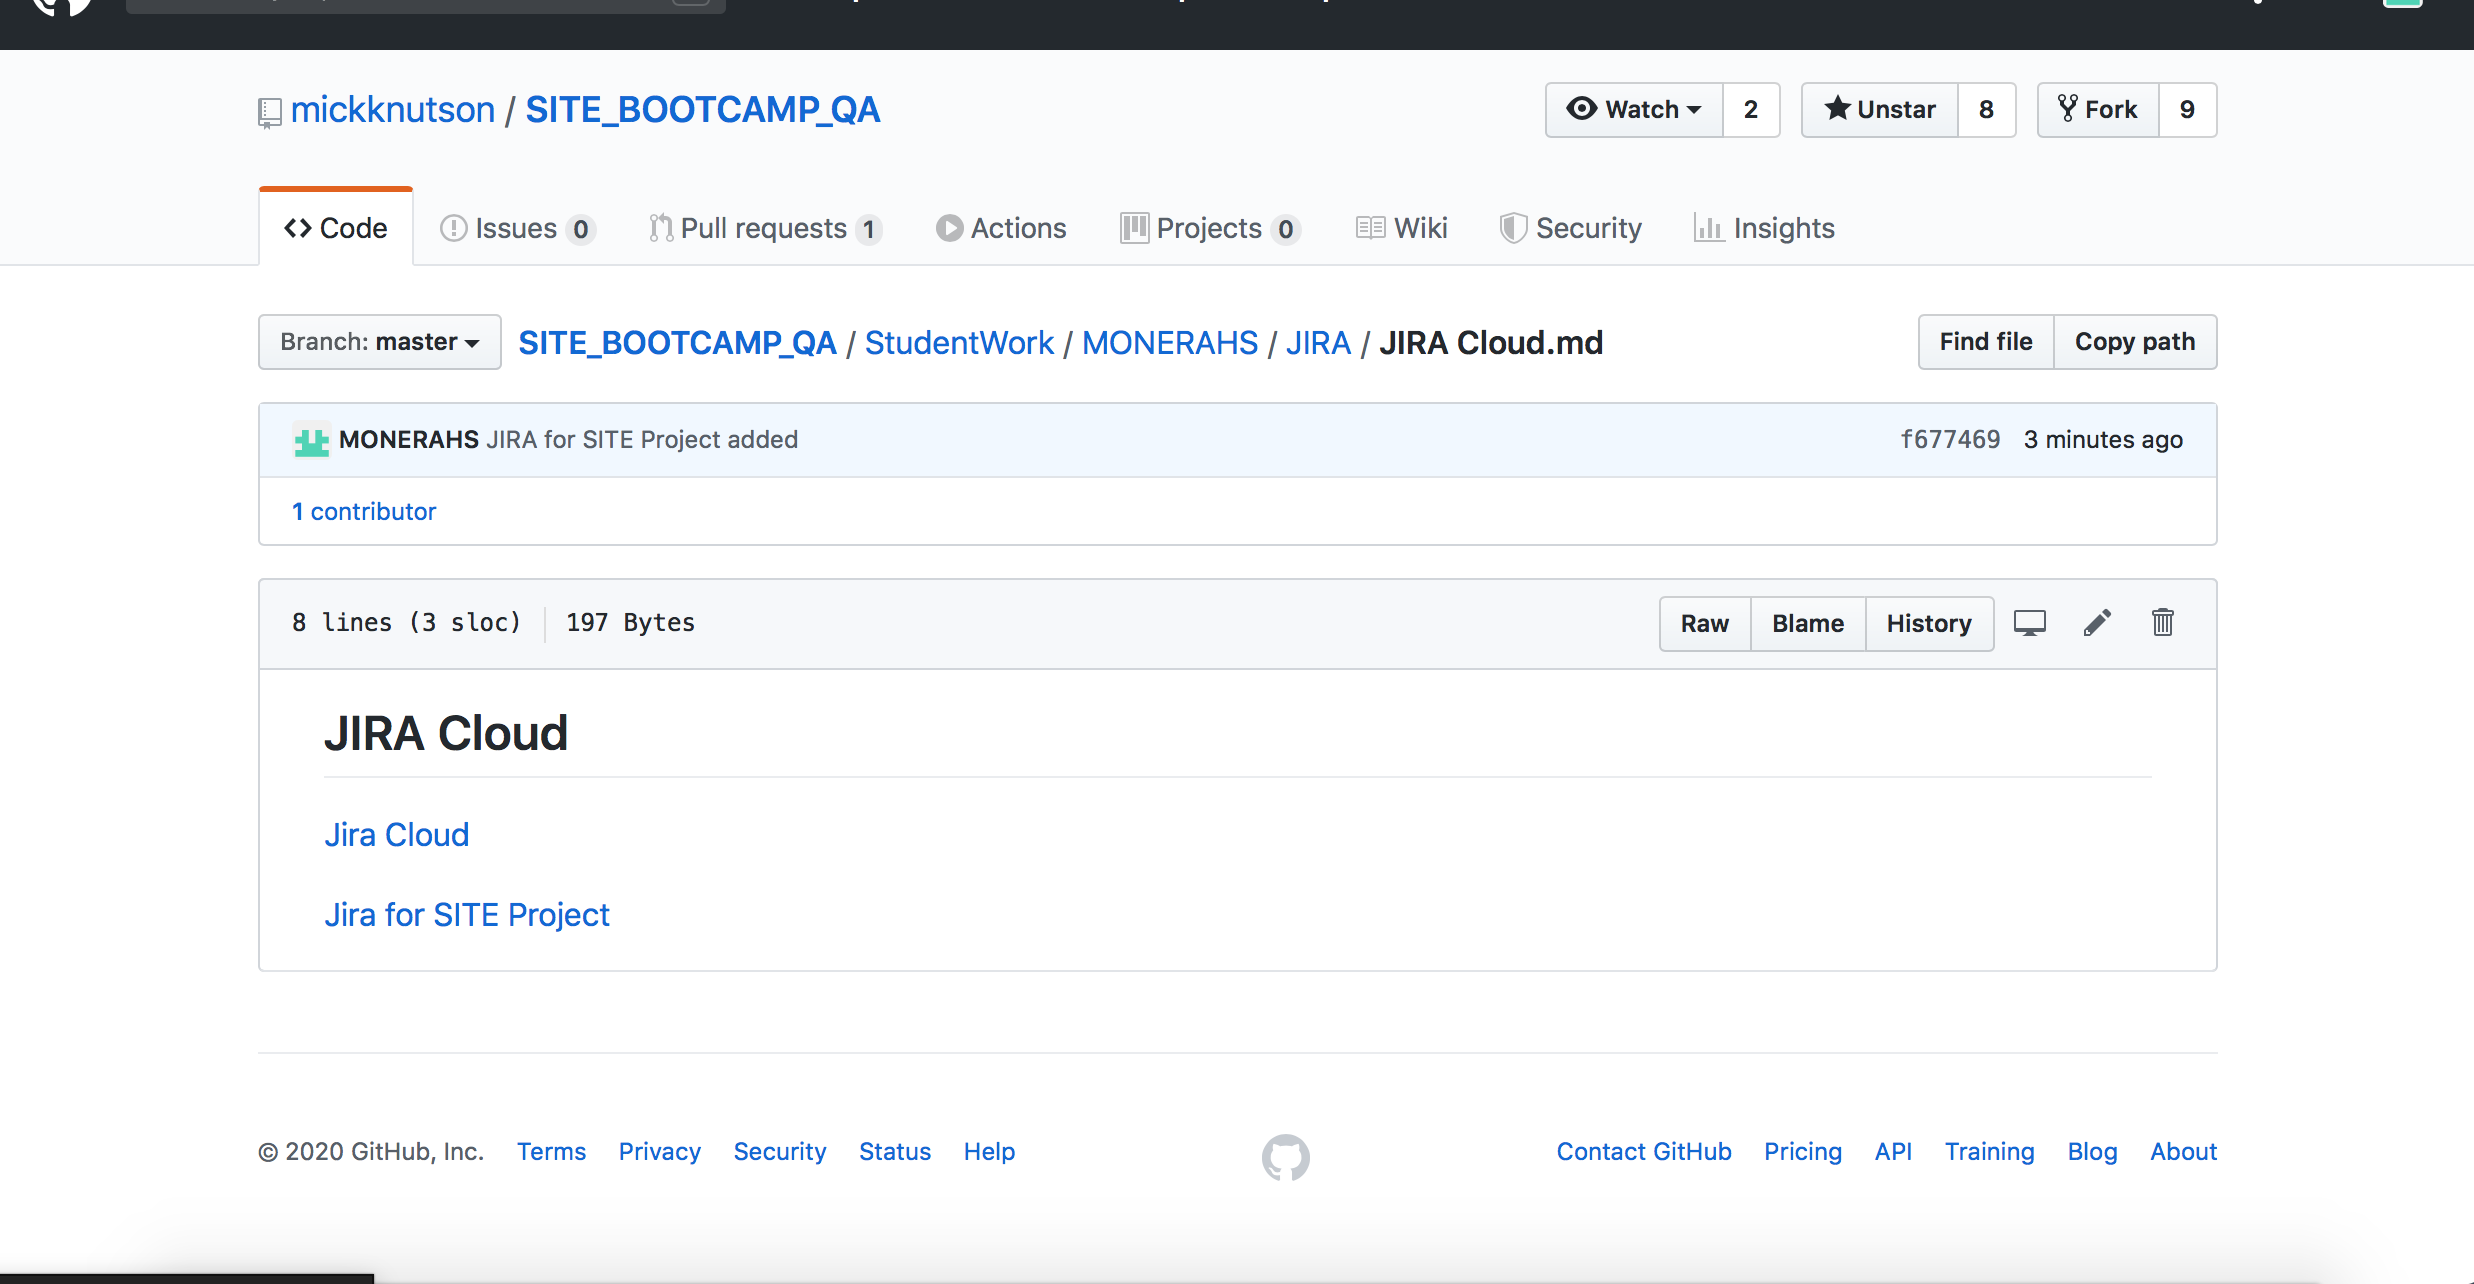 mickknutson / SITE_BOOTCAMP_QA
Watch 2 Unstar 8 Fork 9
Code Issues 0 Pull requests 1 Actions Projects 0 Wiki Security Insights
Branch: master SITE_BOOTCAMP_QA / StudentWork / MONERAHS / JIRA / JIRA Cloud.md Find file Copy path
MONERAHS JIRA for SITE Project added f677469 3 minutes ago
1 contributor
8 lines (3 sloc) 197 Bytes Raw Blame History
JIRA Cloud
Jira Cloud
Jira for SITE Project
© 2020 GitHub, Inc. Terms Privacy Security Status Help Contact GitHub Pricing API Training Blog About